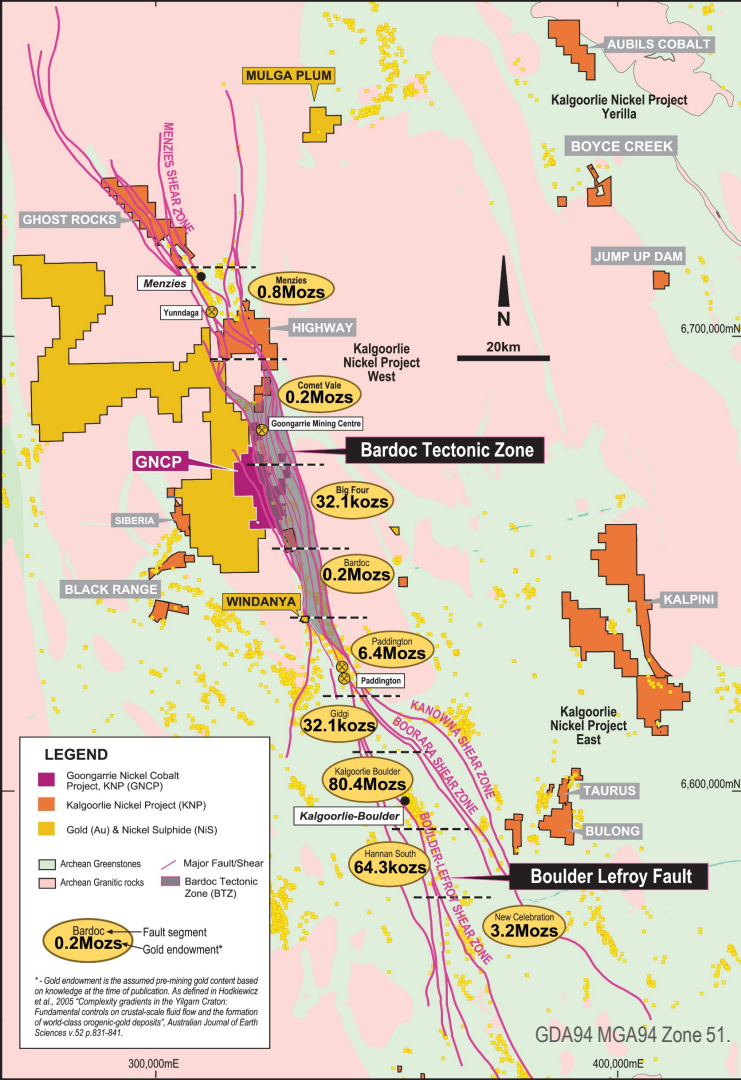 AUBILS COBALT
Kalgoorlie Nickel Project
Yerilla
MULGA PLUM
BOYCE CREEK
MENZIES SHEAR ZONE
GHOST ROCKS
JUMP UP DAM
Menzies
Menzies
0.8Mozs
Yunndaga
N
20km
HIGHWAY
6,700,000mN
Kalgoorlie
Nickel Project
West
Comet Vale
0.2Mozs
Goongarrie Mining Centre
Bardoc Tectonic Zone
GNCP
Big Four
32.1kozs
SIBERIA
Bardoc
0.2Mozs
BLACK RANGE
WINDANYA
KALPINI
Paddington
6.4Mozs
Paddington
Gidgi
32.1kozs
KANOWNA SHEAR ZONE
BOORARA SHEAR ZONE
Kalgoorlie
Nickel Project
East
Kalgoorlie Boulder
80.4Mozs
Kalgoorlie-Boulder
6,600,000mN
TAURUS
BULONG
BOULDER-LEFROY SHEAR ZONE
Hannan South
64.3kozs
Boulder Lefroy Fault
New Celebration
3.2Mozs
LEGEND
Goongarrie Nickel Cobalt
Project, KNP (GNCP)
Kalgoorlie Nickel Project (KNP)
Gold (Au) & Nickel Sulphide (NiS)
Archean Greenstones
Major Fault/Shear
Archean Granitic rocks
Bardoc Tectonic
Zone (BTZ)
Bardoc
0.2Mozs
Fault segment
Gold endowment*
* - Gold endowment is the assumed pre-mining gold content based
on knowledge at the time of publication. As defined in Hodkiewicz
et al., 2005 "Complexity gradients in the Yilgarn Craton:
Fundamental controls on crustal-scale fluid flow and the formation
of world-class orogenic-gold deposits", Australian Journal of Earth
Sciences v.52 p.831-841.
GDA94 MGA94 Zone 51.
300,000mE
400,000mE